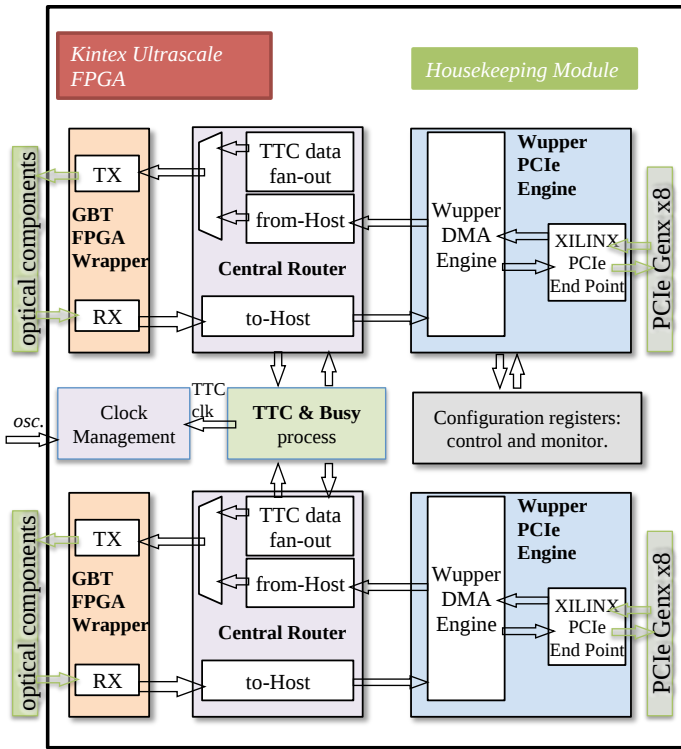 Kintex Ultrascale
FPGA
Housekeeping Module
optical components
TX
GBT
FPGA
Wrapper
RX
TTC data
fan-out
from-Host
Central Router
to-Host
Wupper
DMA
Engine
Wupper
PCIe
Engine
XILINX
PCIe
End Point
PCIe Genx x8
osc.
Clock
Management
TTC
clk
TTC & Busy
process
Configuration registers:
control and monitor.
optical components
TX
GBT
FPGA
Wrapper
RX
TTC data
fan-out
from-Host
Central Router
to-Host
Wupper
DMA
Engine
Wupper
PCIe
Engine
XILINX
PCIe
End Point
PCIe Genx x8